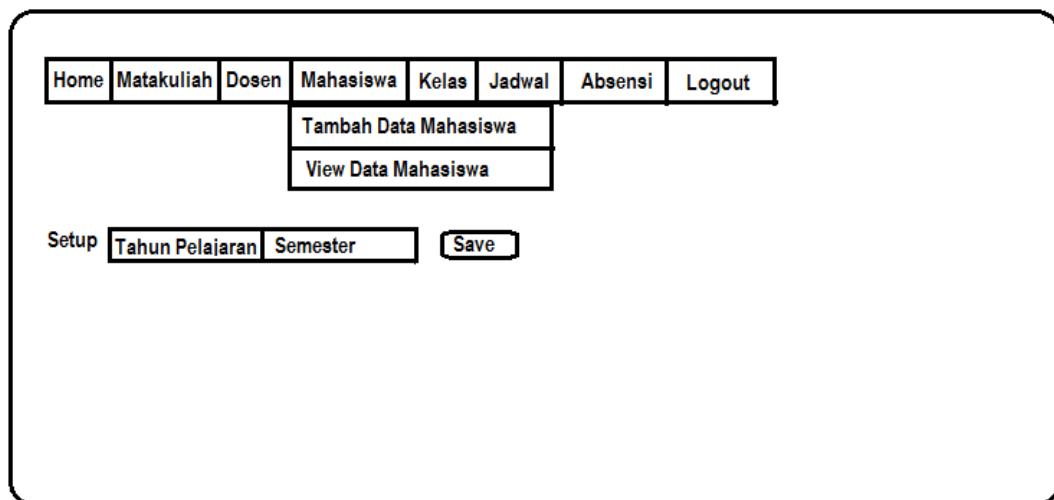 Home Matakuliah Dosen Mahasiswa Kelas Jadwal Absensi Logout
Tambah Data Mahasiswa
View Data Mahasiswa
Setup Tahun Pelajaran Semester Save